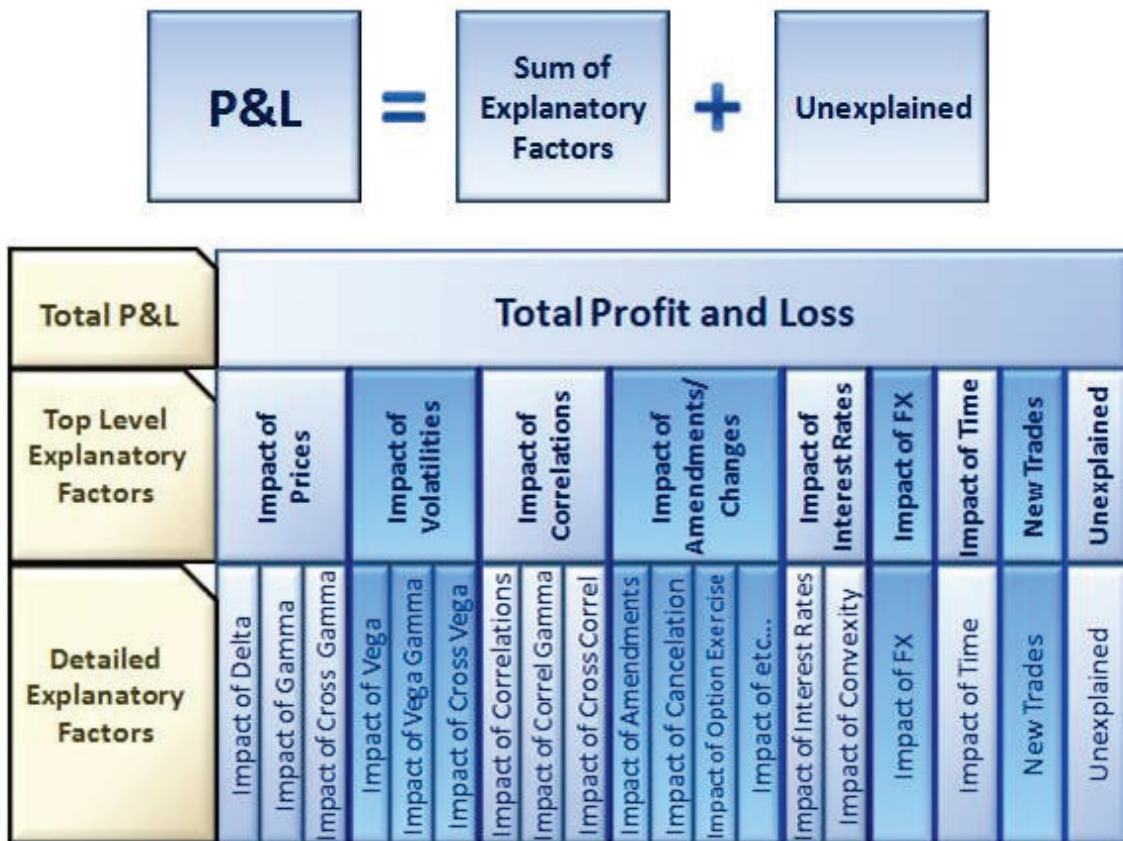 P&L
=
Sum of
Explanatory
Factors
+
Unexplained
Total P&L
Total Profit and Loss
Top Level
Explanatory
Factors
Impact of
Prices
Impact of
Volatilities
Impact of
Correlations
Impact of
Amendments/
Changes
Impact of
Interest Rates
Impact of FX
Impact of Time
New Trades
Unexplained
Detailed
Explanatory
Factors
Impact of Delta
Impact of Gamma
Impact of Cross Gamma
Impact of Vega
Impact of Vega Gamma
Impact of Cross Vega
Impact of Correlations
Impact of Correl Gamma
Impact of Cross Correl
Impact of Amendments
Impact of Cancelation
Impact of Option Exercise
Impact of etc...
Impact of Interest Rates
Impact of Convexity
Impact of FX
Impact of Time
New Trades
Unexplained